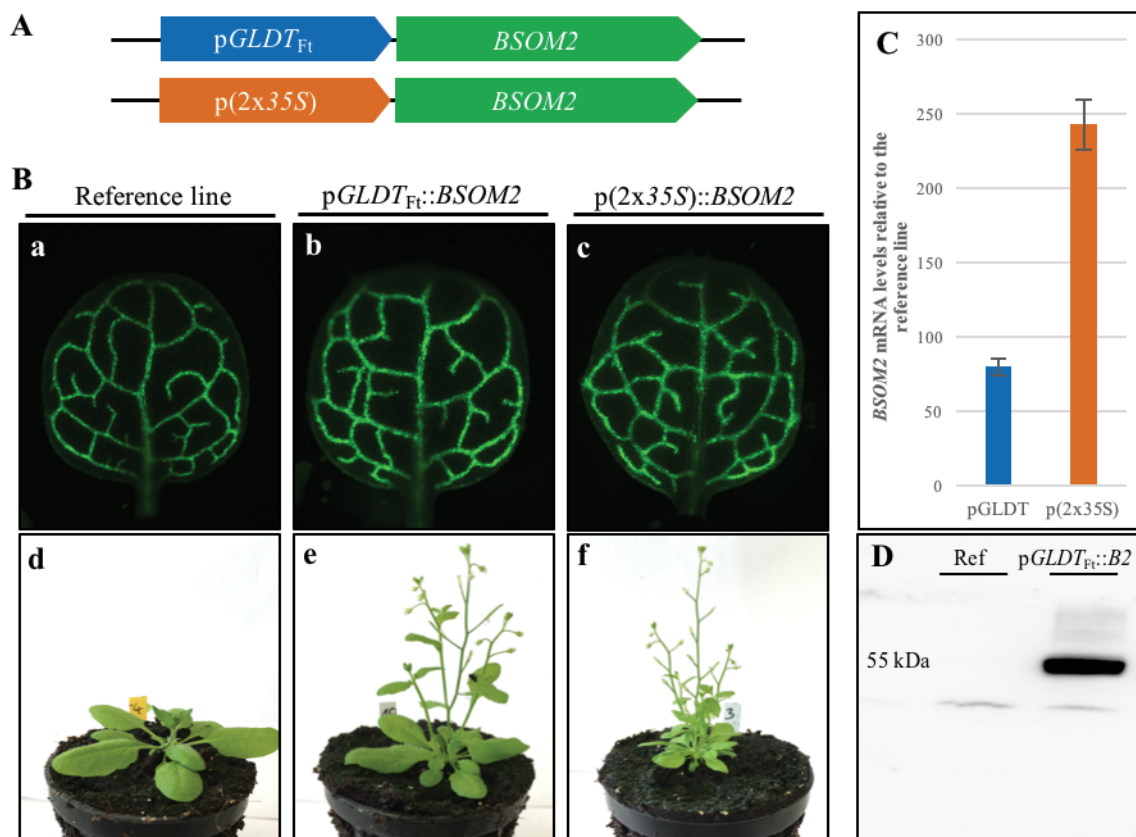 A
pGLDTFt
BSOM2
p(2x35S)
BSOM2
B
Reference line
pGLDTFt::BSOM2
p(2x35S)::BSOM2
a
b
c
d
e
f
3
C
BSOM2 mRNA levels relative to the
reference line
300
250
200
150
100
50
0
pGLDT
p(2x35S)
D
Ref
pGLDTFt::B2
55 kDa